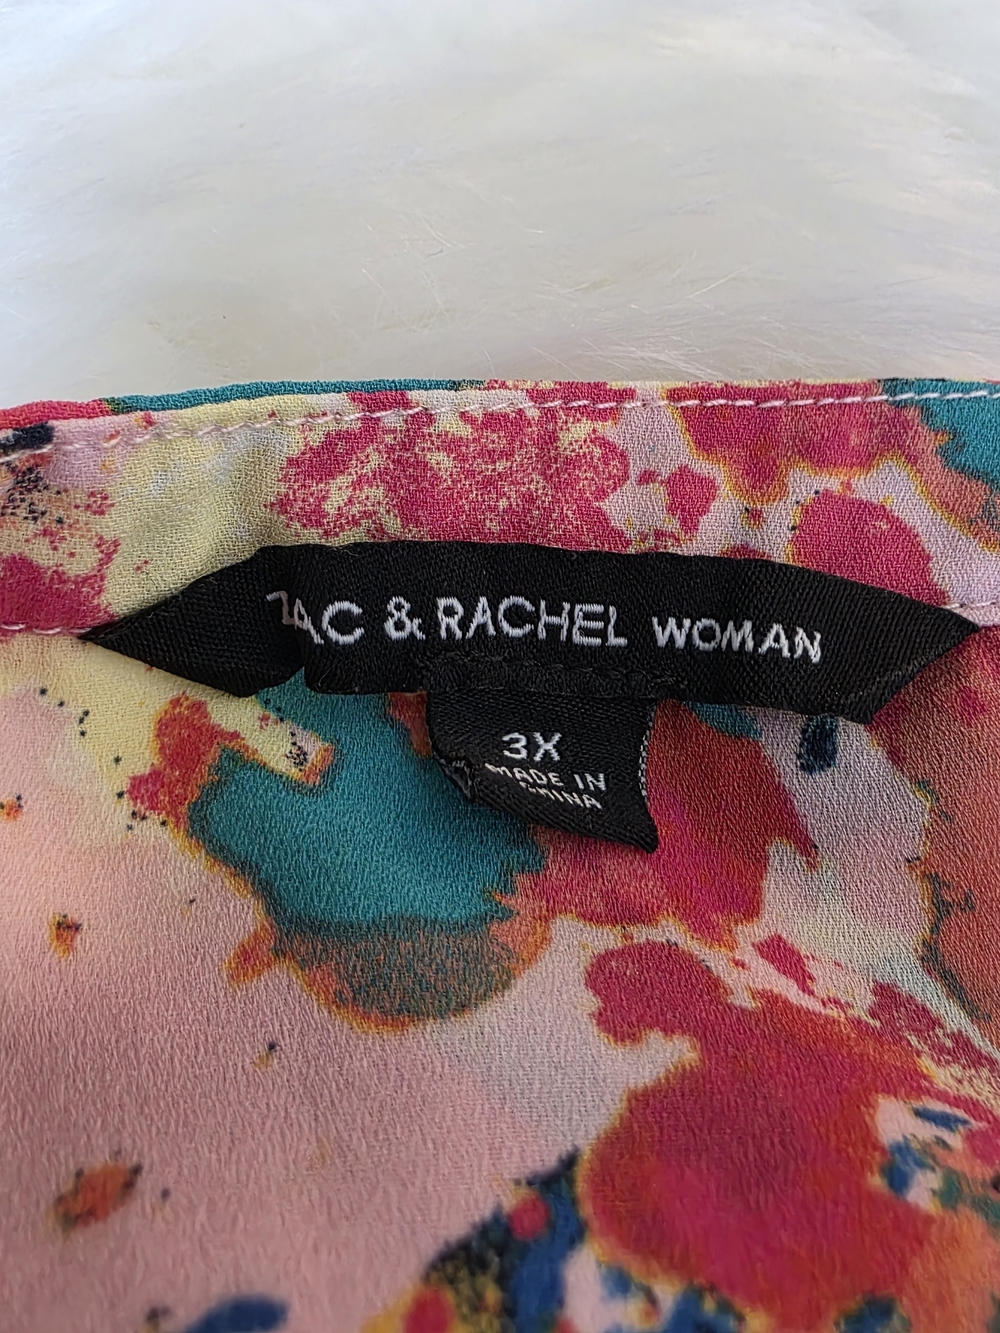 ZAC & RACHEL WOMAN
3X
MADE IN
CHINA